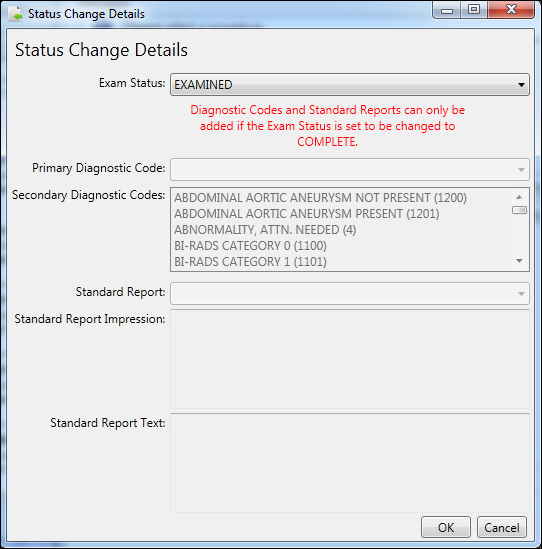 Status Change Details
Status Change Details
Exam Status: EXAMINED
Diagnostic Codes and Standard Reports can only be
added if the Exam Status is set to be changed to
COMPLETE.
Primary Diagnostic Code:
Secondary Diagnostic Codes:
ABDOMINAL AORTIC ANEURYSM NOT PRESENT (1200)
ABDOMINAL AORTIC ANEURYSM PRESENT (1201)
ABNORMALITY, ATTN. NEEDED (4)
BI-RADS CATEGORY 0 (1100)
BI-RADS CATEGORY 1 (1101)
Standard Report:
Standard Report Impression:
Standard Report Text:
OK Cancel